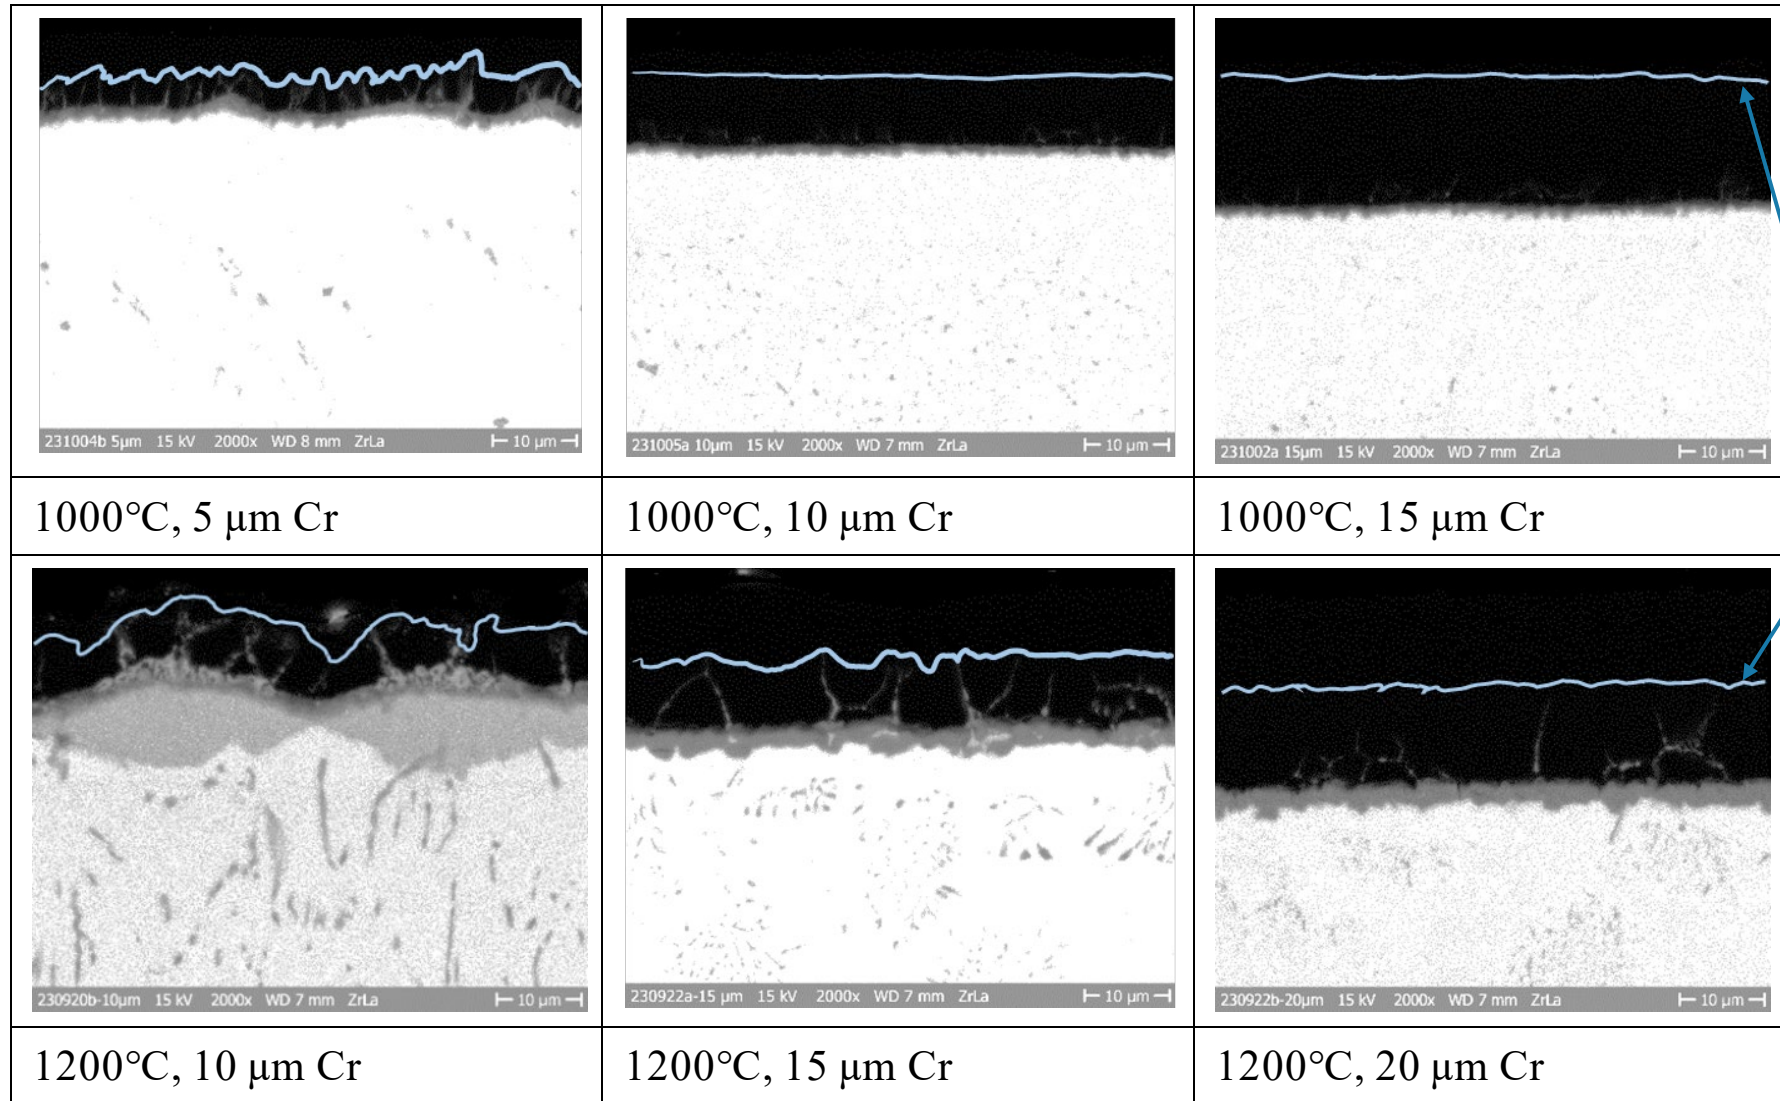 231004b 5µm 15 kV 2000x WD 8 mm ZrLa 10 µm
231005a 10µm 15 kV 2000x WD 7 mm ZrLa 10 µm
231002a 15µm 15 kV 2000x WD 7 mm ZrLa 10 µm
1000°C, 5 µm Cr
1000°C, 10 µm Cr
1000°C, 15 µm Cr
230920b-10µm 15 kV 2000x WD 7 mm ZrLa 10 µm
230922a-15 µm 15 kV 2000x WD 7 mm ZrLa 10 µm
230922b-20µm 15 kV 2000x WD 7 mm ZrLa 10 µm
1200°C, 10 µm Cr
1200°C, 15 µm Cr
1200°C, 20 µm Cr